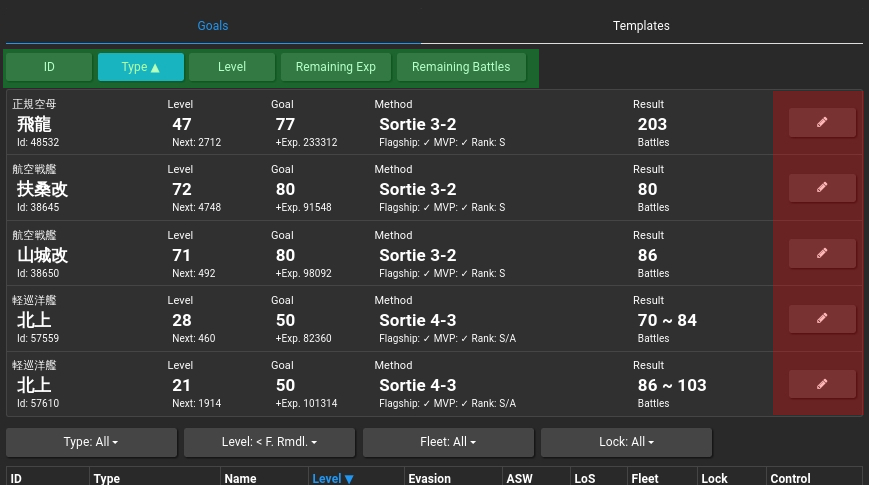 Goals Templates
ID Type ▲ Level Remaining Exp Remaining Battles
正規空母 Level Goal Method Result
飛龍 47 77 Sortie 3-2 203
Id: 48532 Next: 2712 +Exp. 233312 Flagship: ✓ MVP: ✓ Rank: S Battles
航空戦艦 Level Goal Method Result
扶桑改 72 80 Sortie 3-2 80
Id: 38645 Next: 4748 +Exp. 91548 Flagship: ✓ MVP: ✓ Rank: S Battles
航空戦艦 Level Goal Method Result
山城改 71 80 Sortie 3-2 86
Id: 38650 Next: 492 +Exp. 98092 Flagship: ✓ MVP: ✓ Rank: S Battles
軽巡洋艦 Level Goal Method Result
北上 28 50 Sortie 4-3 70 ~ 84
Id: 57559 Next: 460 +Exp. 82360 Flagship: ✓ MVP: ✓ Rank: S/A Battles
軽巡洋艦 Level Goal Method Result
北上 21 50 Sortie 4-3 86 ~ 103
Id: 57610 Next: 1914 +Exp. 101314 Flagship: ✓ MVP: ✓ Rank: S/A Battles
Type: All Level: < F. Rmdl. Fleet: All Lock: All
ID Type Name Level ▼ Evasion ASW LoS Fleet Lock Control